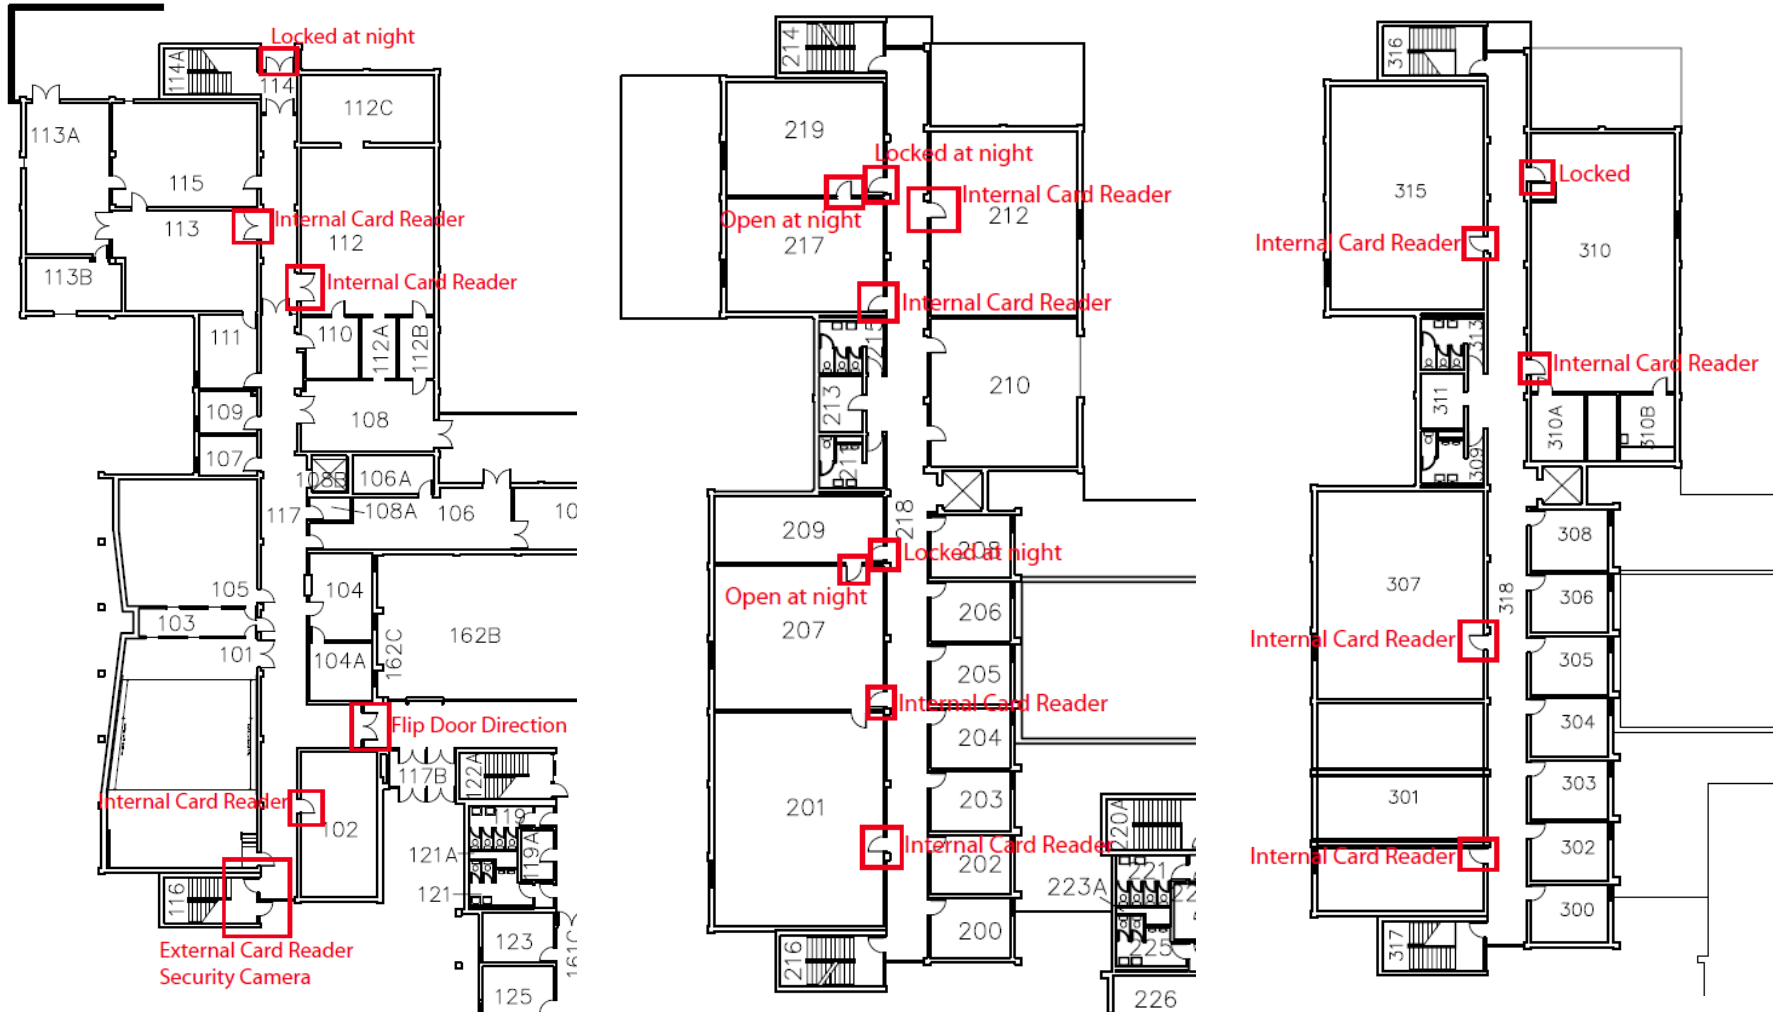 Locked at night
114A
114
112C
113A
115
Internal Card Reader
113
112
Internal Card Reader
113B
111
110
112A
112B
109
108
107
108B
106A
108A
106
10
117
105
104
103
162B
101
104A
162C
Flip Door Direction
117B
122A
Internal Card Reader
102
119
121A
119A
121
116
External Card Reader
Security Camera
123
161C
125
214
219
Locked at night
Internal Card Reader
Open at night
212
217
Internal Card Reader
215
210
213
211
218
209
208
Locked at night
Open at night
206
207
205
Internal Card Reader
204
201
203
220A
Internal Card Reader
202
221
223A
22
200
225
216
226
316
Locked
315
Internal Card Reader
310
313
Internal Card Reader
311
310A
310B
309
308
307
306
318
Internal Card Reader
305
304
303
301
302
Internal Card Reader
300
317